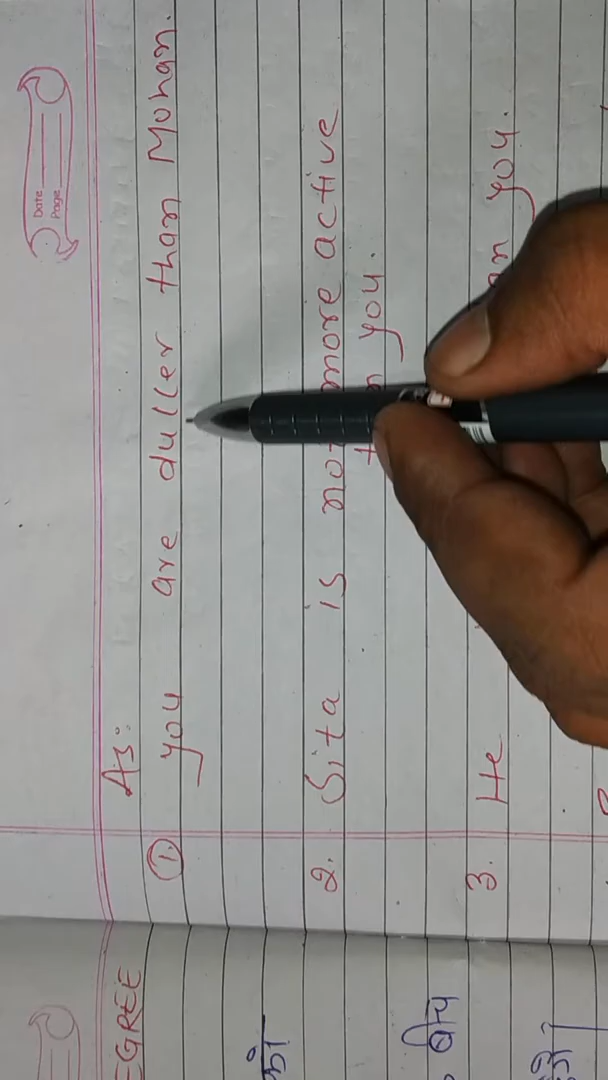 Date
Page
As:
① you are duller than Mohan.
2. Sita is not more active
you.
3. He you.
EGREE